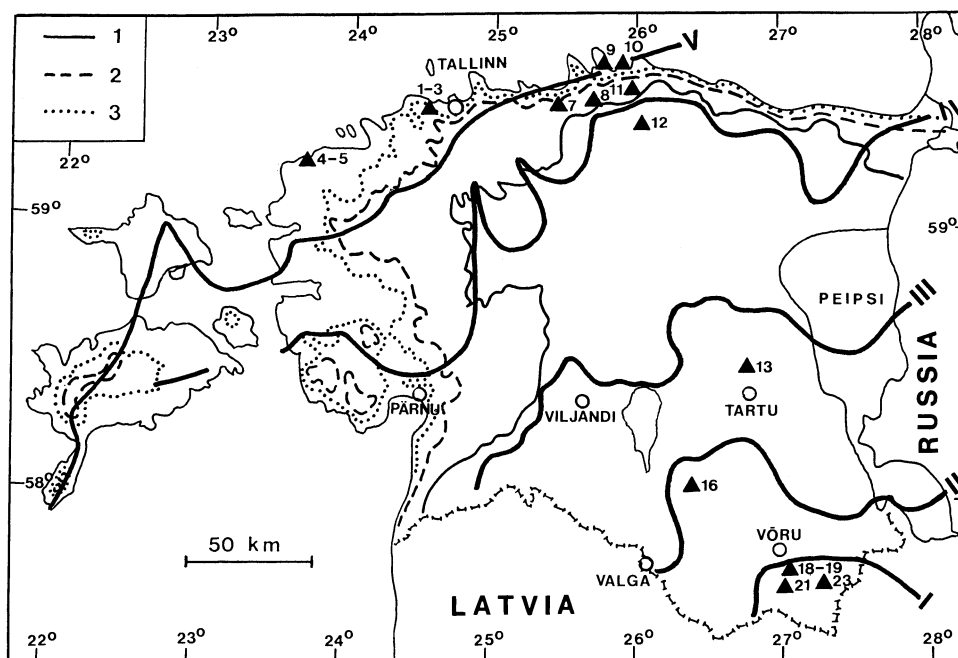 22° 23° 24° 25° 26° 27° 28°
1
2
3
22°
TALLINN
9 10
V
1–3
7
8
11
12
IV
4–5
59°
59°
PEIPSI
III
RUSSIA
13
PÄRNU
VILJANDI
TARTU
58°
16
II
50 km
VÕRU
VALGA
18–19
21 23
I
LATVIA
22° 23° 24° 25° 26° 27° 28°